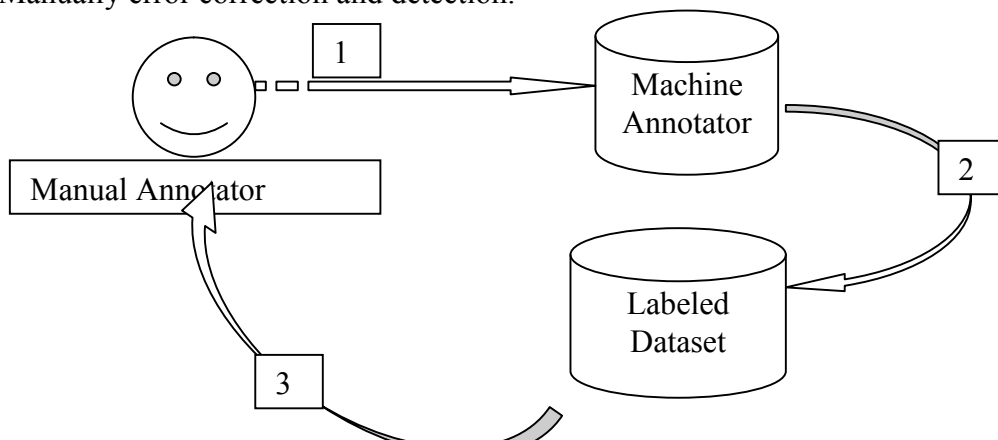 Manually error correction and detection.
1
Machine
Annotator
Manual Annotator
2
Labeled
Dataset
3